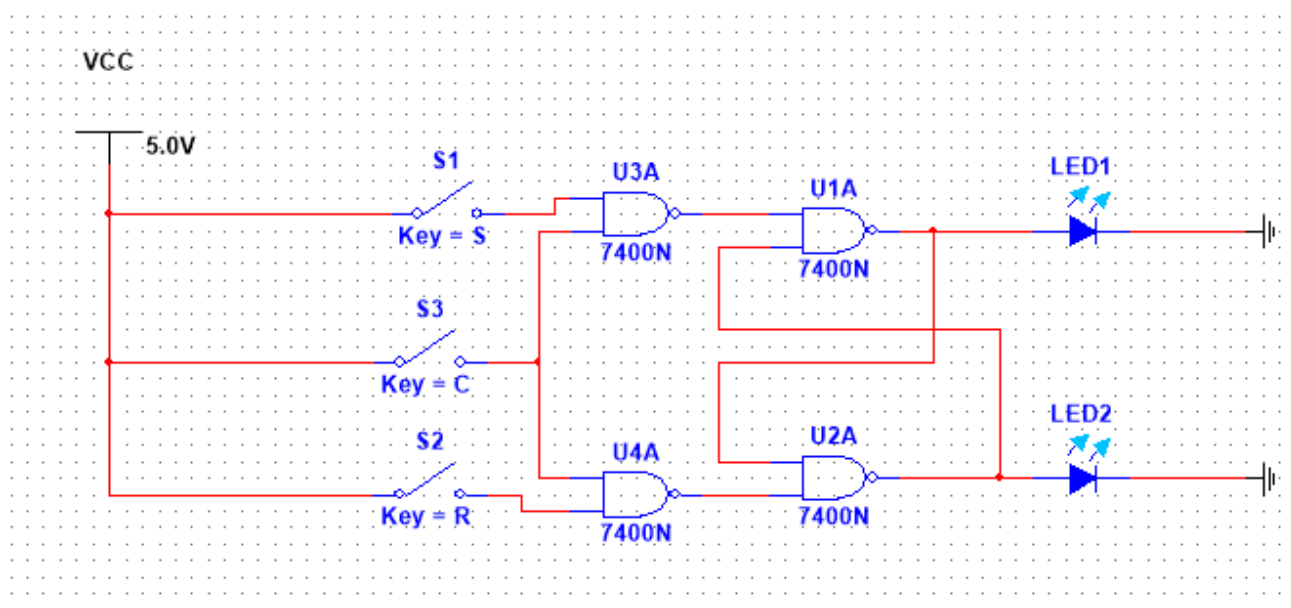 VCC
5.0V
S1
Key = S
U3A
7400N
U1A
7400N
LED1
S3
Key = C
S2
Key = R
U4A
7400N
U2A
7400N
LED2